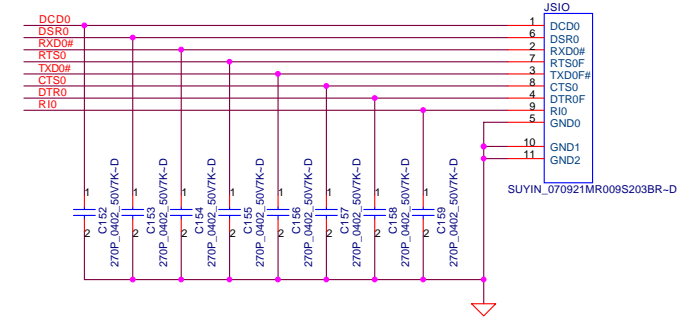 JSIO
DCD0 1 DCD0
DSR0 6 DSR0
RXD0# 2 RXD0#
RTS0 7 RTS0F
TXD0# 3 TXD0F#
CTS0 8 CTS0
DTR0 4 DTR0F
RI0 9 RI0
5 GND0
10 GND1
11 GND2
SUYIN_070921MR009S203BR~D
1 1 1 1 1 1 1 1
2 2 2 2 2 2 2 2
C152
270P_0402_50V7K~D
C153
270P_0402_50V7K~D
C154
270P_0402_50V7K~D
C155
270P_0402_50V7K~D
C156
270P_0402_50V7K~D
C157
270P_0402_50V7K~D
C158
270P_0402_50V7K~D
C159
270P_0402_50V7K~D